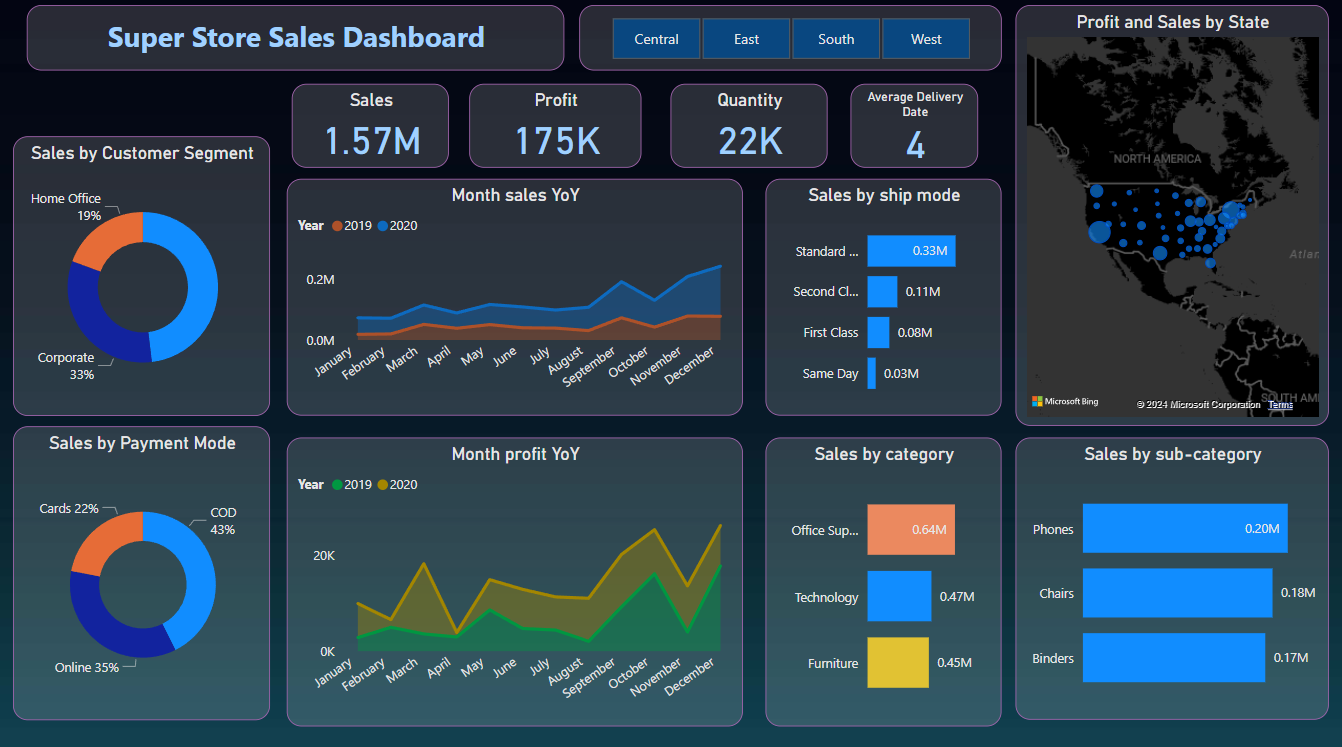 Super Store Sales Dashboard
Central
East
South
West
Profit and Sales by State
NORTH AMERICA
Atlan
SOUTH AM
Microsoft Bing
© 2024 Microsoft Corporation
Terms
Sales
1.57M
Profit
175K
Quantity
22K
Average Delivery
Date
4
Sales by Customer Segment
Home Office
19%
Corporate
33%
Month sales YoY
Year 2019 2020
0.2M
0.0M
January
February
March
April
May
June
July
August
September
October
November
December
Sales by ship mode
Standard ... 0.33M
Second Cl... 0.11M
First Class 0.08M
Same Day 0.03M
Sales by Payment Mode
Cards 22%
COD
43%
Online 35%
Month profit YoY
Year 2019 2020
20K
0K
January
February
March
April
May
June
July
August
September
October
November
December
Sales by category
Office Sup... 0.64M
Technology 0.47M
Furniture 0.45M
Sales by sub-category
Phones 0.20M
Chairs 0.18M
Binders 0.17M